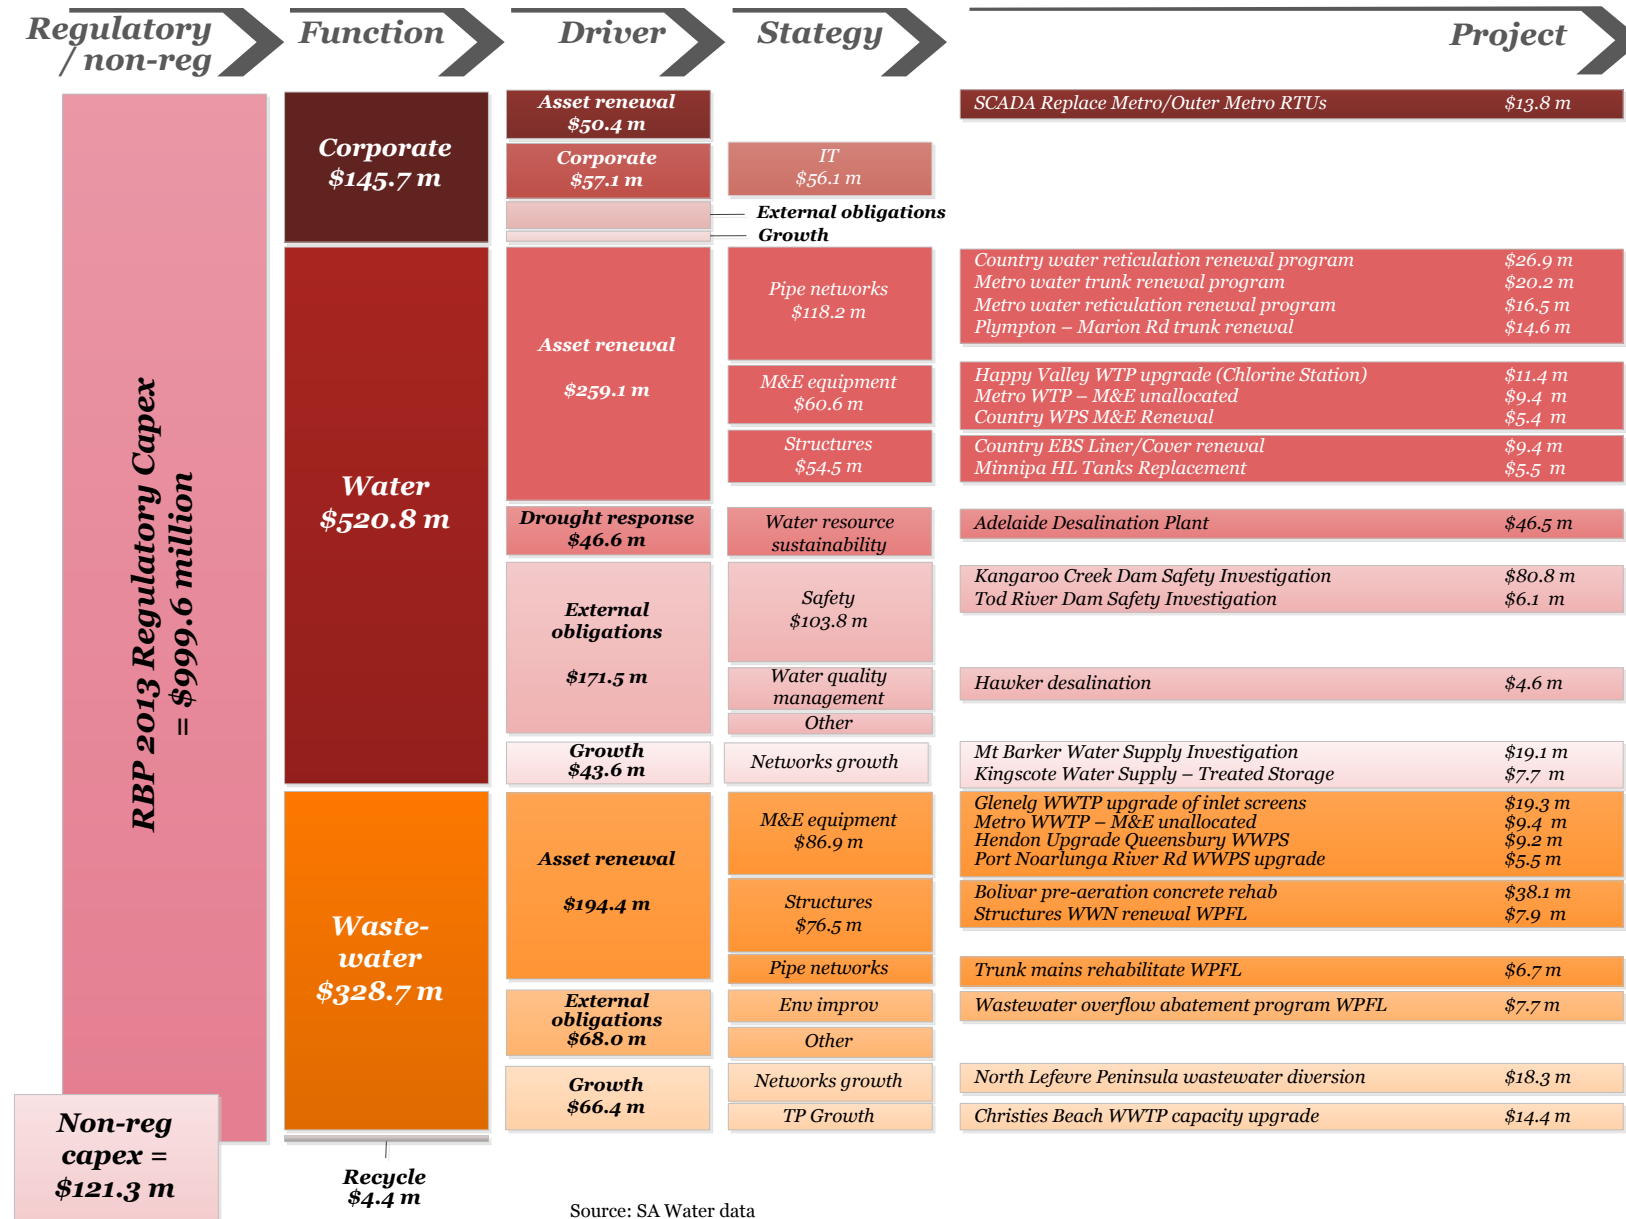 Regulatory / non-reg
Function
Driver
Stategy
Project
RBP 2013 Regulatory Capex
= $999.6 million
Non-reg
capex =
$121.3 m
Corporate
$145.7 m
Asset renewal
$50.4 m
SCADA Replace Metro/Outer Metro RTUs $13.8 m
Corporate
$57.1 m
IT
$56.1 m
External obligations
Growth
Water
$520.8 m
Asset renewal
$259.1 m
Pipe networks
$118.2 m
Country water reticulation renewal program $26.9 m
Metro water trunk renewal program $20.2 m
Metro water reticulation renewal program $16.5 m
Plympton – Marion Rd trunk renewal $14.6 m
M&E equipment
$60.6 m
Happy Valley WTP upgrade (Chlorine Station) $11.4 m
Metro WTP – M&E unallocated $9.4 m
Country WPS M&E Renewal $5.4 m
Structures
$54.5 m
Country EBS Liner/Cover renewal $9.4 m
Minnipa HL Tanks Replacement $5.5 m
Drought response
$46.6 m
Water resource
sustainability
Adelaide Desalination Plant $46.5 m
External
obligations
$171.5 m
Safety
$103.8 m
Kangaroo Creek Dam Safety Investigation $80.8 m
Tod River Dam Safety Investigation $6.1 m
Water quality
management
Hawker desalination $4.6 m
Other
Growth
$43.6 m
Networks growth
Mt Barker Water Supply Investigation $19.1 m
Kingscote Water Supply – Treated Storage $7.7 m
Waste-
water
$328.7 m
Asset renewal
$194.4 m
M&E equipment
$86.9 m
Glenelg WWTP upgrade of inlet screens $19.3 m
Metro WWTP – M&E unallocated $9.4 m
Hendon Upgrade Queensbury WWPS $9.2 m
Port Noarlunga River Rd WWPS upgrade $5.5 m
Structures
$76.5 m
Bolivar pre-aeration concrete rehab $38.1 m
Structures WWN renewal WPFL $7.9 m
Pipe networks
Trunk mains rehabilitate WPFL $6.7 m
External
obligations
$68.0 m
Env improv
Wastewater overflow abatement program WPFL $7.7 m
Other
Growth
$66.4 m
Networks growth
North Lefevre Peninsula wastewater diversion $18.3 m
TP Growth
Christies Beach WWTP capacity upgrade $14.4 m
Recycle
$4.4 m
Source: SA Water data